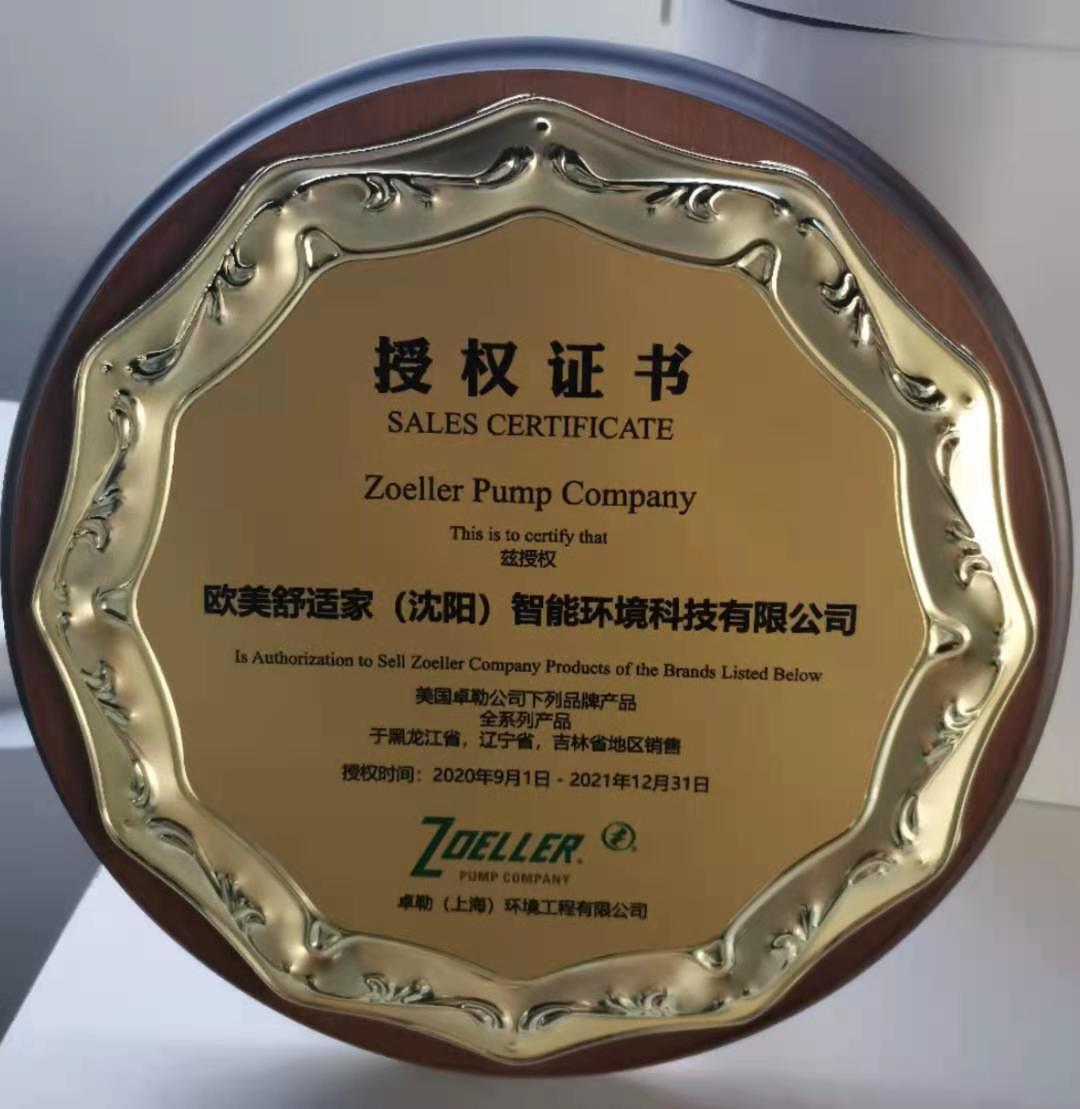 授权证书
SALES CERTIFICATE
Zoeller Pump Company
This is to certify that
兹授权
欧美舒适家（沈阳）智能环境科技有限公司
Is Authorization to Sell Zoeller Company Products of the Brands Listed Below
美国卓勒公司下列品牌产品
全系列产品
于黑龙江省，辽宁省，吉林省地区销售
授权时间：2020年9月1日 - 2021年12月31日
ZOELLER®
PUMP COMPANY
卓勒（上海）环境工程有限公司